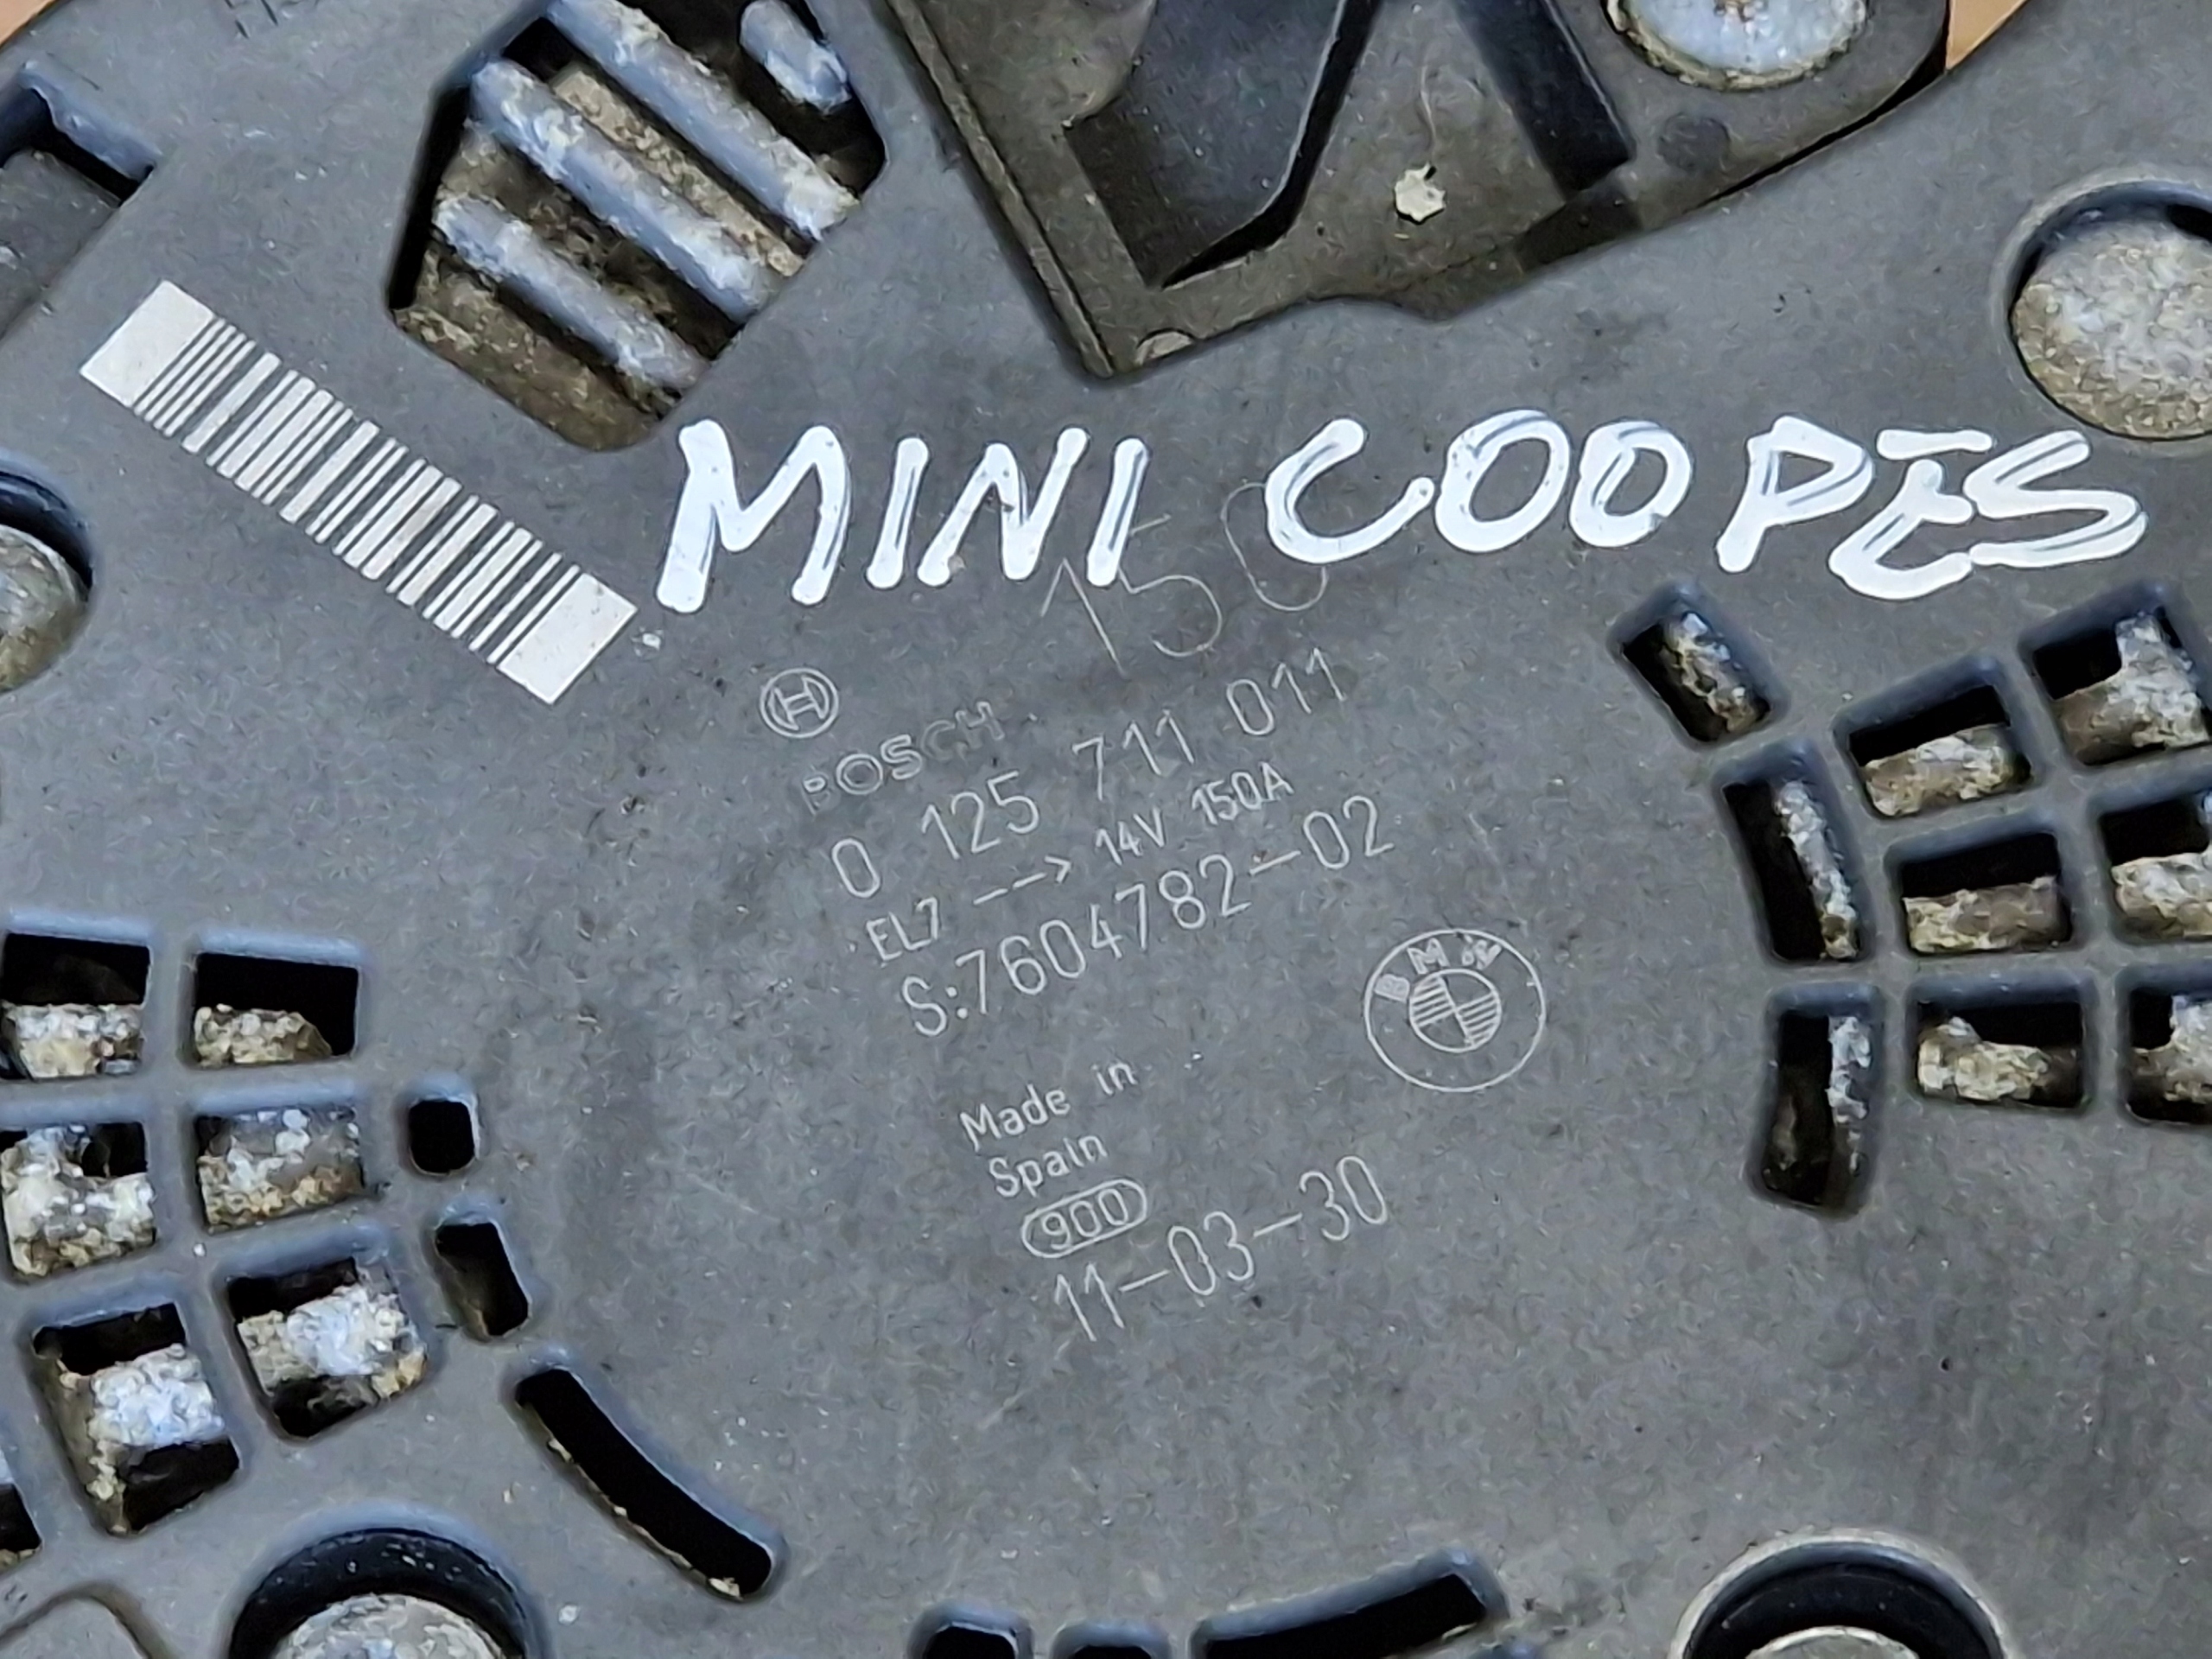 MINI COOPES
150
BOSCH
0 125 711 011
EL7 --> 14V 150A
S:7604782-02
BMW
Made in
Spain
900
11-03-30